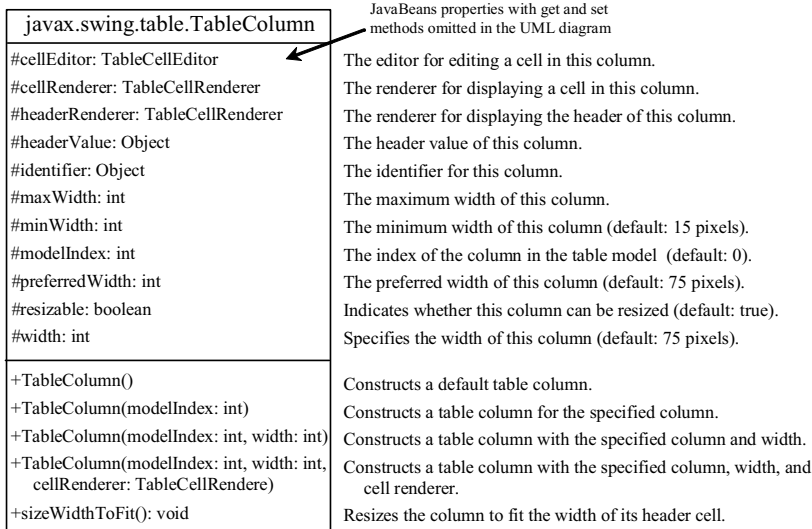 JavaBeans properties with get and set
methods omitted in the UML diagram
javax.swing.table.TableColumn
#cellEditor: TableCellEditor The editor for editing a cell in this column.
#cellRenderer: TableCellRenderer The renderer for displaying a cell in this column.
#headerRenderer: TableCellRenderer The renderer for displaying the header of this column.
#headerValue: Object The header value of this column.
#identifier: Object The identifier for this column.
#maxWidth: int The maximum width of this column.
#minWidth: int The minimum width of this column (default: 15 pixels).
#modelIndex: int The index of the column in the table model (default: 0).
#preferredWidth: int The preferred width of this column (default: 75 pixels).
#resizable: boolean Indicates whether this column can be resized (default: true).
#width: int Specifies the width of this column (default: 75 pixels).
+TableColumn() Constructs a default table column.
+TableColumn(modelIndex: int) Constructs a table column for the specified column.
+TableColumn(modelIndex: int, width: int) Constructs a table column with the specified column and width.
+TableColumn(modelIndex: int, width: int, Constructs a table column with the specified column, width, and
cellRenderer: TableCellRendere) cell renderer.
+sizeWidthToFit(): void Resizes the column to fit the width of its header cell.